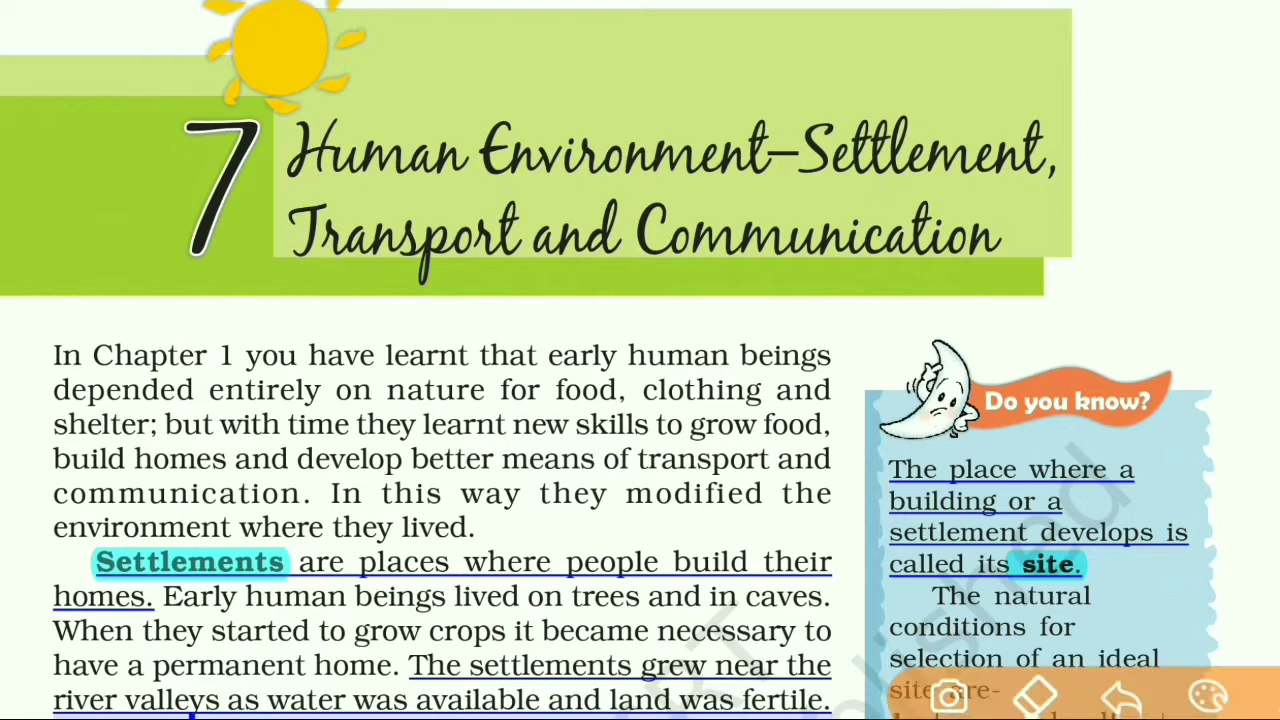 7
Human Environment–Settlement,
Transport and Communication
In Chapter 1 you have learnt that early human beings
depended entirely on nature for food, clothing and
shelter; but with time they learnt new skills to grow food,
build homes and develop better means of transport and
communication. In this way they modified the
environment where they lived.
Settlements are places where people build their
homes. Early human beings lived on trees and in caves.
When they started to grow crops it became necessary to
have a permanent home. The settlements grew near the
river valleys as water was available and land was fertile.
Do you know?
The place where a
building or a
settlement develops is
called its site.
The natural
conditions for
selection of an ideal
site are-